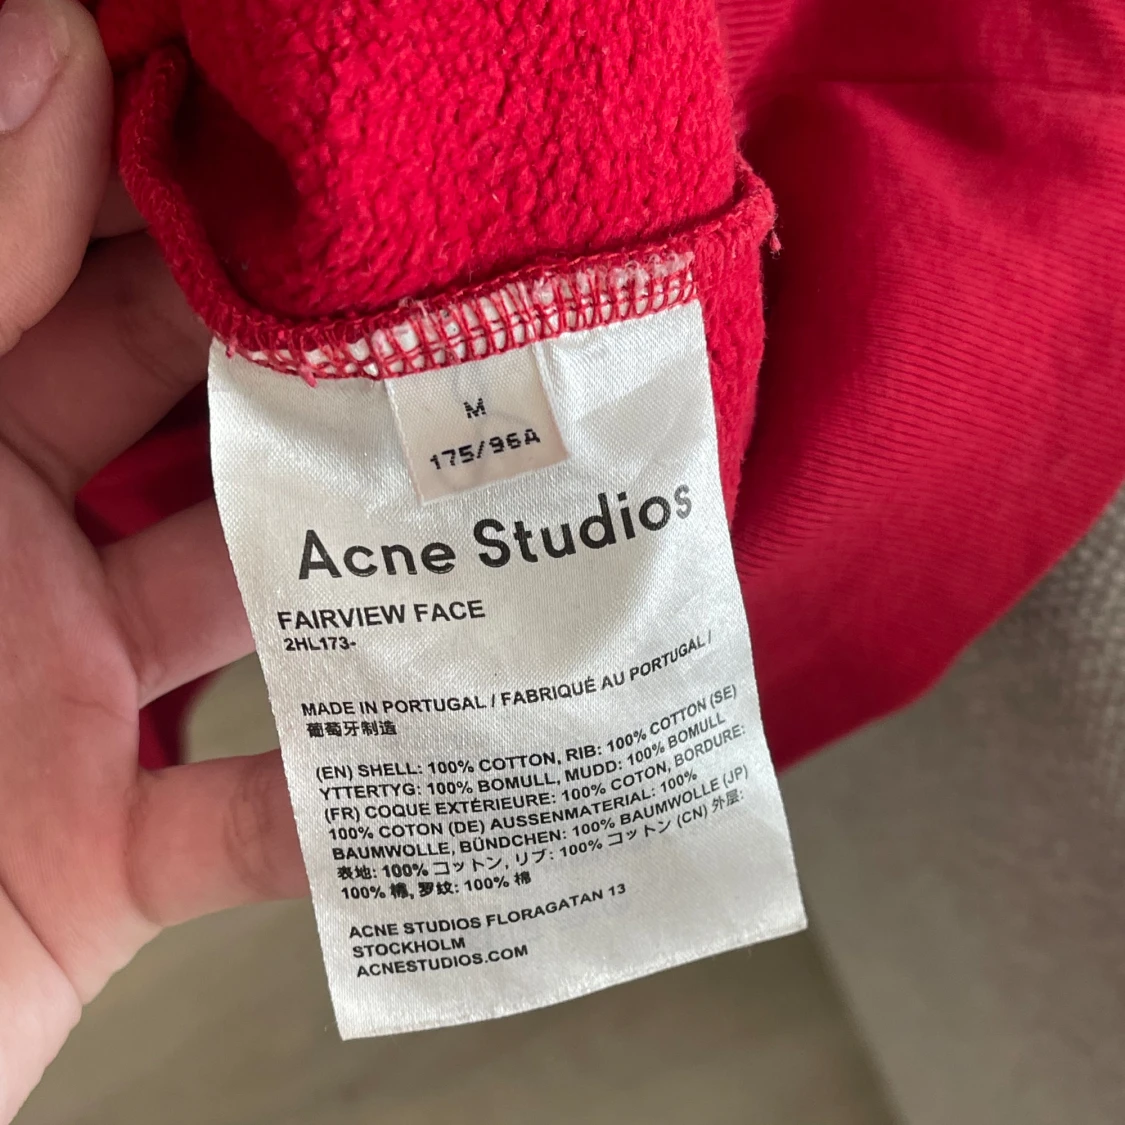 M
175/96A
Acne Studios
FAIRVIEW FACE
2HL173-
MADE IN PORTUGAL / FABRIQUÉ AU PORTUGAL /
葡萄牙制造
(EN) SHELL: 100% COTTON, RIB: 100% COTTON (SE)
YTTERTYG: 100% BOMULL, MUDD: 100% BOMULL
(FR) COQUE EXTÉRIEURE: 100% COTON, BORDURE:
100% COTON (DE) AUSSENMATERIAL: 100%
BAUMWOLLE, BÜNDCHEN: 100% BAUMWOLLE (JP)
表地: 100% コットン, リブ: 100% コットン (CN) 外层:
100% 棉, 罗纹: 100% 棉
ACNE STUDIOS FLORAGATAN 13
STOCKHOLM
ACNESTUDIOS.COM